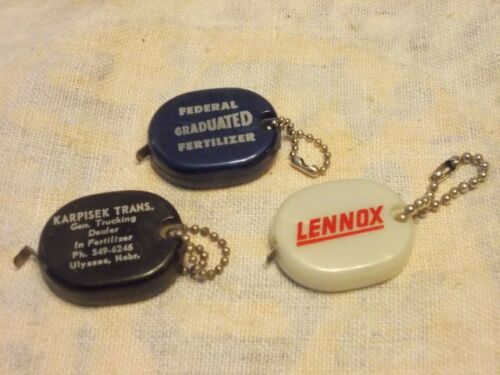 FEDERAL
GRADUATED
FERTILIZER
KARPISEK TRANS.
Gen. Trucking
Dealer
In Fertilizer
Ph. 549-6246
Ulysses, Nebr.
LENNOX